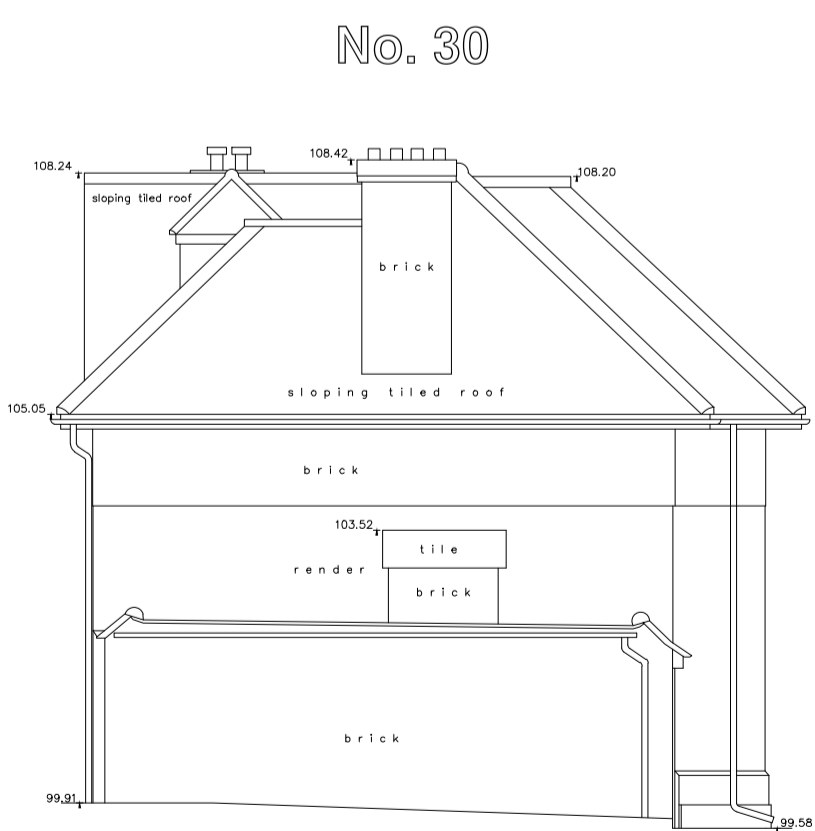 No. 30
108.42
108.24
108.20
sloping tiled roof
brick
sloping tiled roof
105.05
brick
103.52
tile
render
brick
brick
99.91
99.58